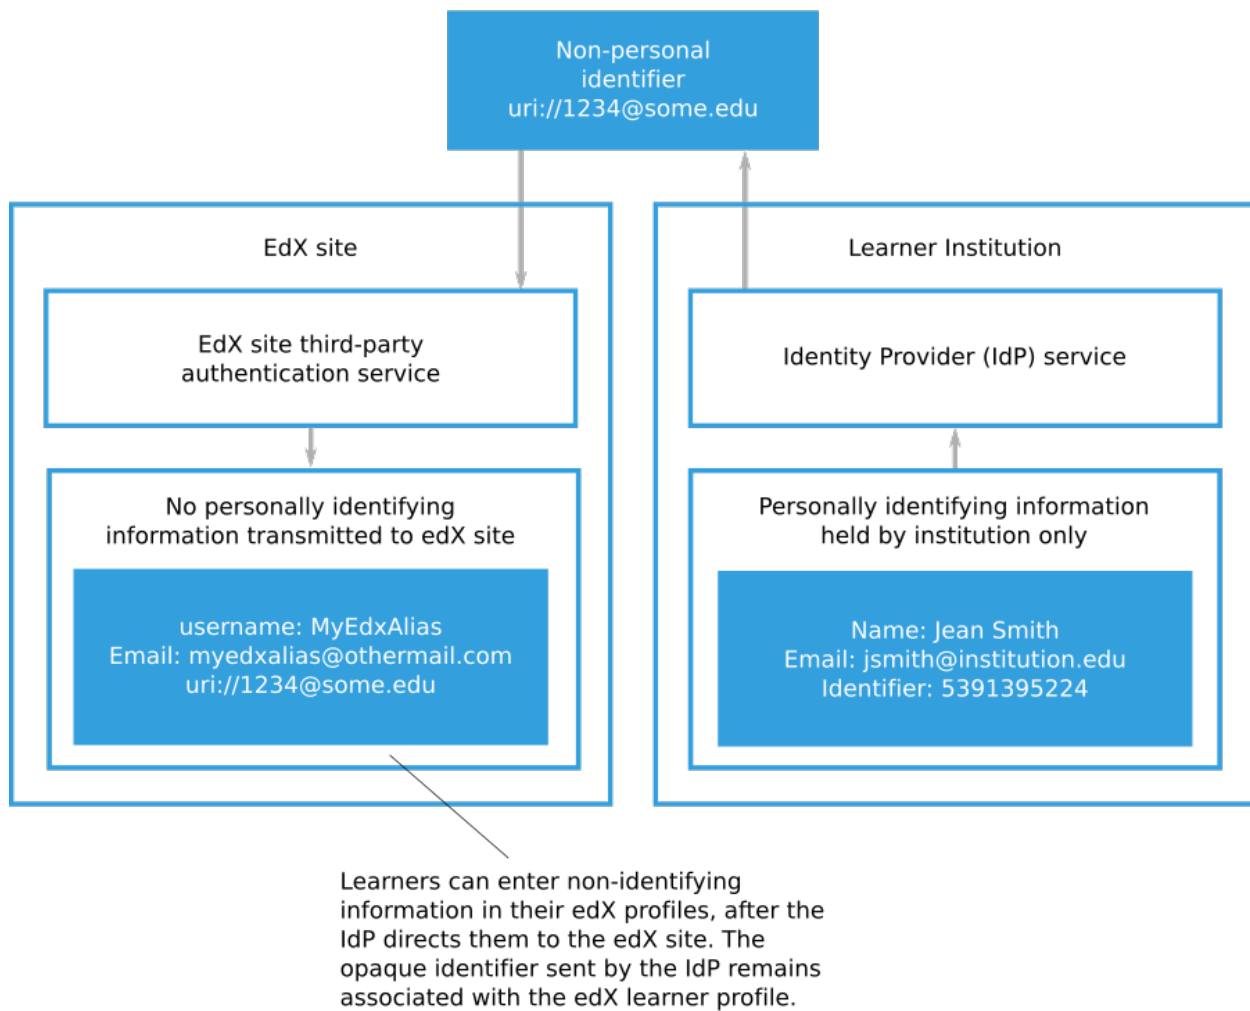 Non-personal
identifier
uri://1234@some.edu
EdX site
EdX site third-party
authentication service
No personally identifying
information transmitted to edX site
username: MyEdxAlias
Email: myedxalias@othermail.com
uri://1234@some.edu
Learner Institution
Identity Provider (IdP) service
Personally identifying information
held by institution only
Name: Jean Smith
Email: jsmith@institution.edu
Identifier: 5391395224
Learners can enter non-identifying
information in their edX profiles, after the
IdP directs them to the edX site. The
opaque identifier sent by the IdP remains
associated with the edX learner profile.